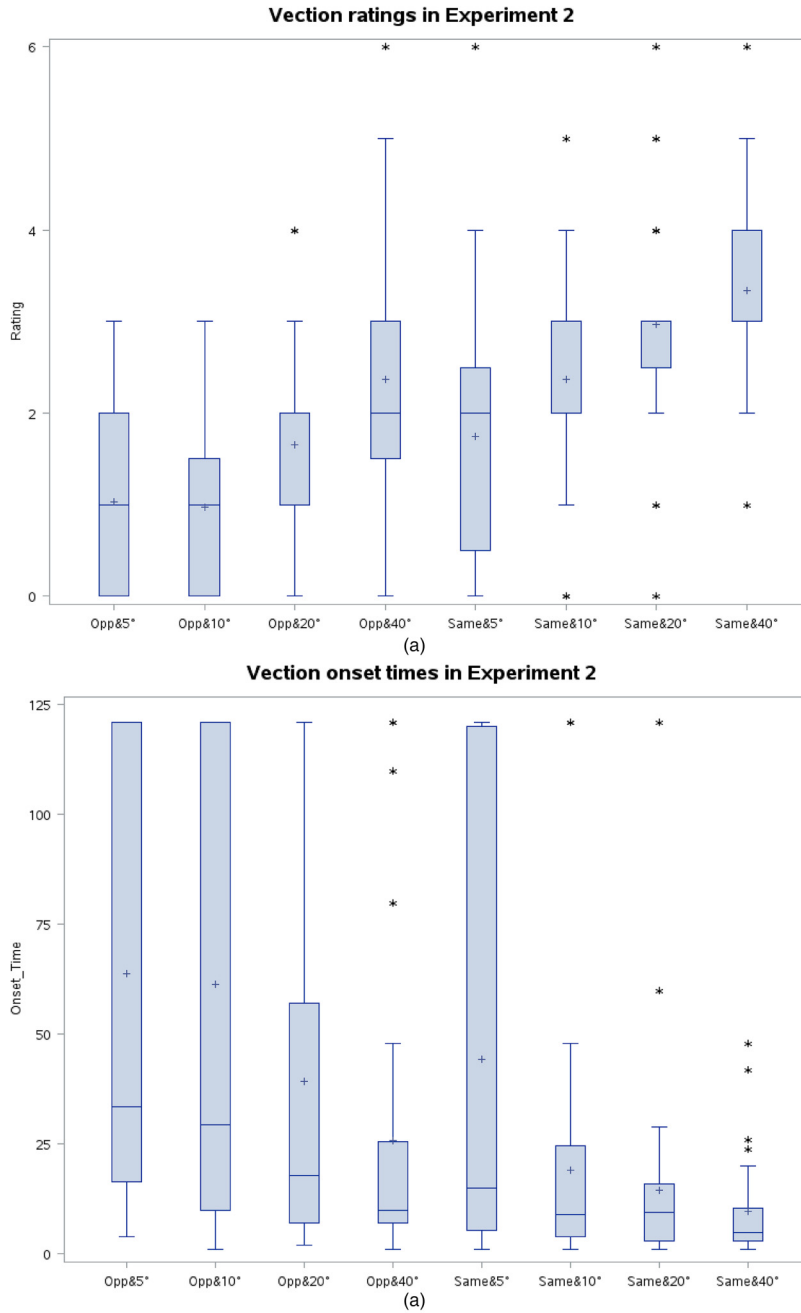 Vection ratings in Experiment 2
6
4
2
0
Rating
Opp&5° Opp&10° Opp&20° Opp&40° Same&5° Same&10° Same&20° Same&40°
(a)
Vection onset times in Experiment 2
125
100
75
50
25
0
Onset_Time
Opp&5° Opp&10° Opp&20° Opp&40° Same&5° Same&10° Same&20° Same&40°
(a)